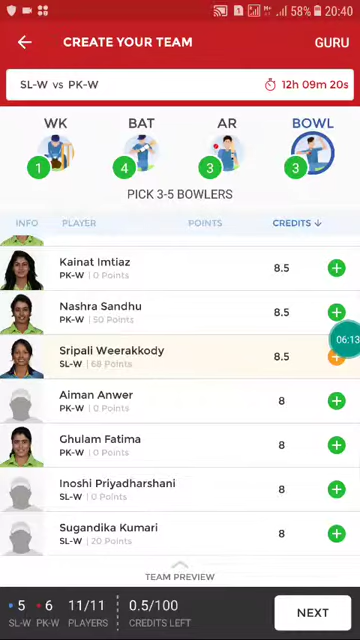 58% 20:40
CREATE YOUR TEAM GURU
SL-W vs PK-W 12h 09m 20s
WK BAT AR BOWL
1 4 3 3
PICK 3-5 BOWLERS
INFO PLAYER POINTS CREDITS ↓
Kainat Imtiaz
PK-W | 0 Points
8.5
Nashra Sandhu
PK-W | 50 Points
8.5
06:13
Sripali Weerakkody
SL-W | 68 Points
8.5
Aiman Anwer
PK-W | 0 Points
8
Ghulam Fatima
PK-W | 0 Points
8
Inoshi Priyadharshani
SL-W | 0 Points
8
Sugandika Kumari
SL-W | 20 Points
8
TEAM PREVIEW
5 6 11/11 0.5/100
SL-W PK-W PLAYERS CREDITS LEFT
NEXT